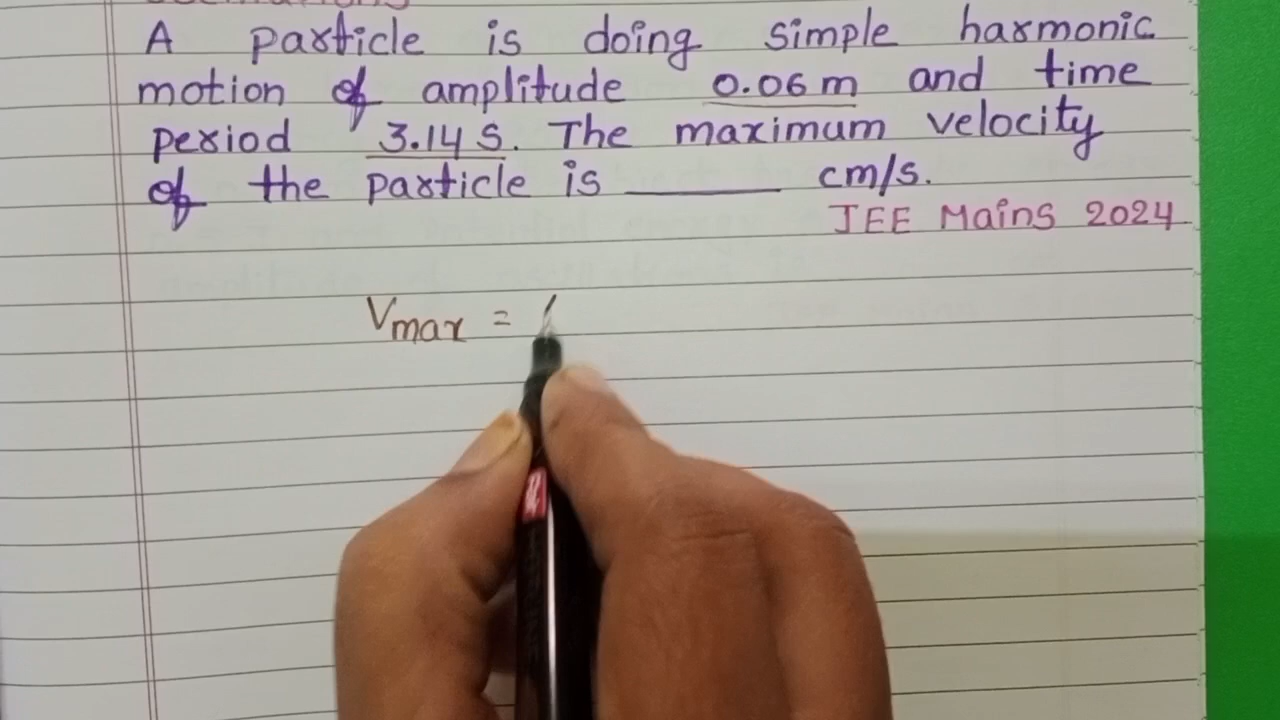 A particle is doing simple harmonic
motion of amplitude 0.06 m and time
period 3.14 s. The maximum velocity
of the particle is ______ cm/s.
JEE Mains 2024
Vmax =